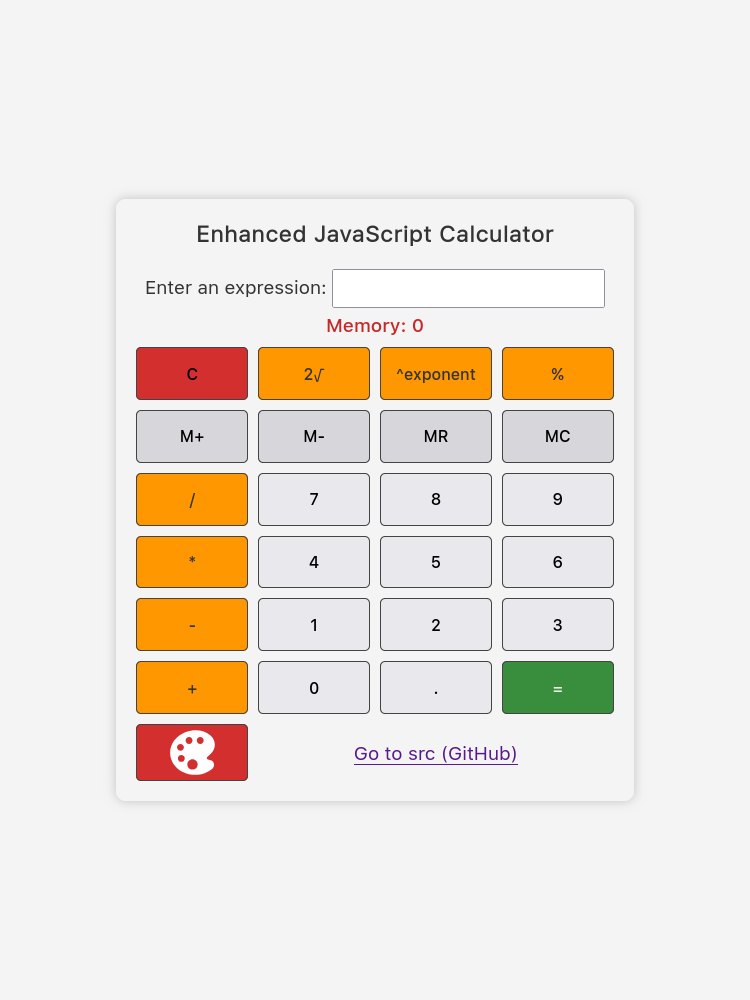 Enhanced JavaScript Calculator
Enter an expression:
Memory: 0
C 2√ ^exponent %
M+ M- MR MC
/ 7 8 9
* 4 5 6
- 1 2 3
+ 0 . =
Go to src (GitHub)